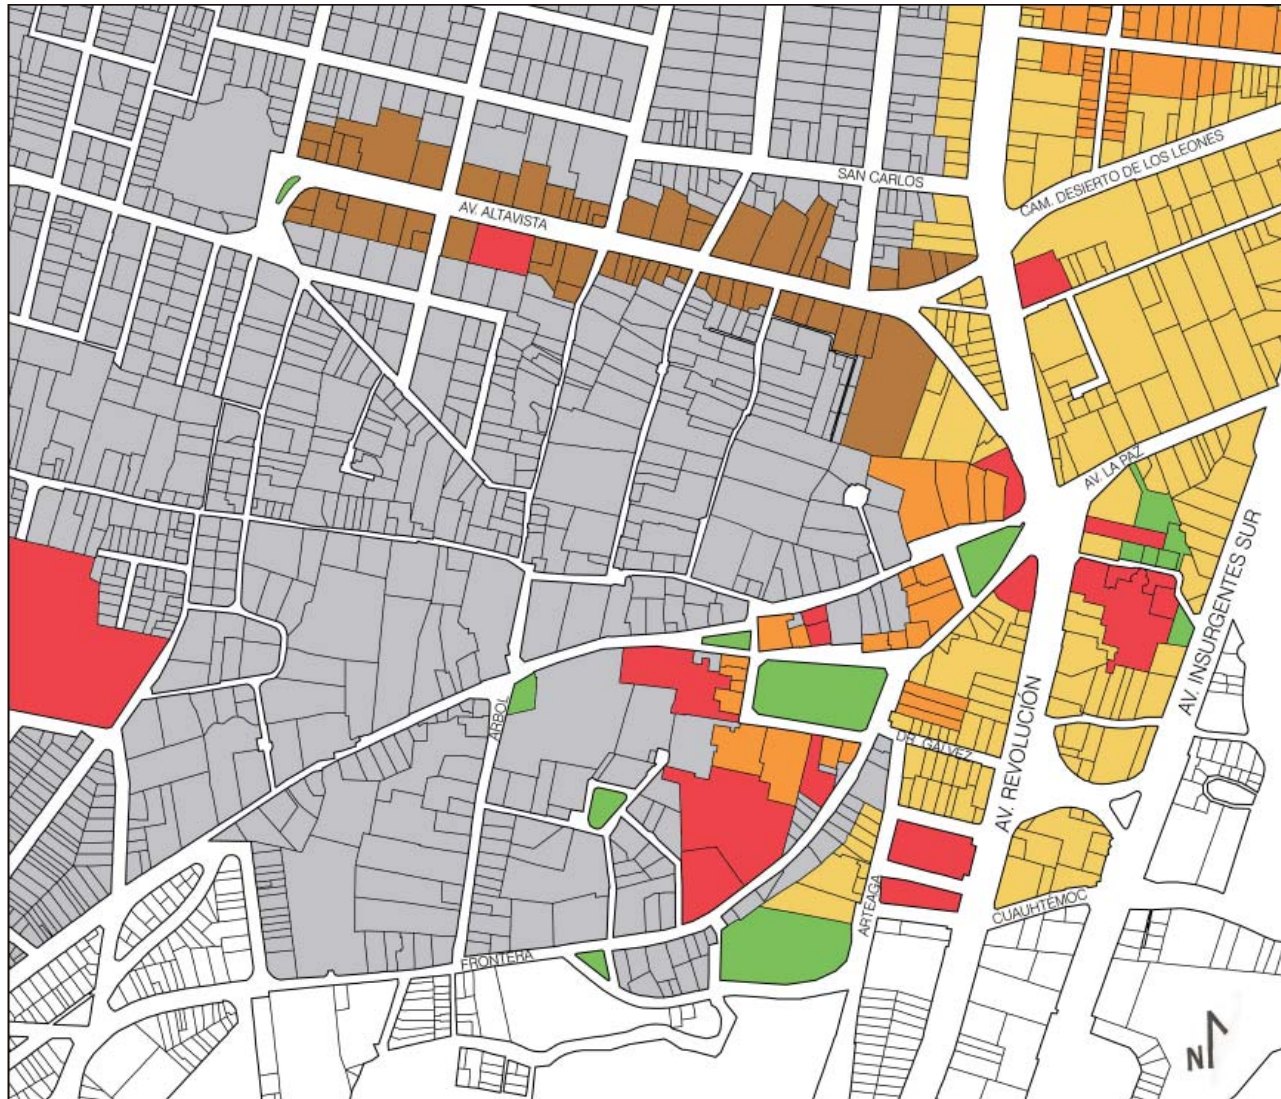 SAN CARLOS
CAM. DESIERTO DE LOS LEONES
AV. ALTAVISTA
AV. LA PAZ
AV. INSURGENTES SUR
AV. REVOLUCIÓN
ARBOL
DR. GALVEZ
ARTEAGA
CUAUHTÉMOC
FRONTERA
N